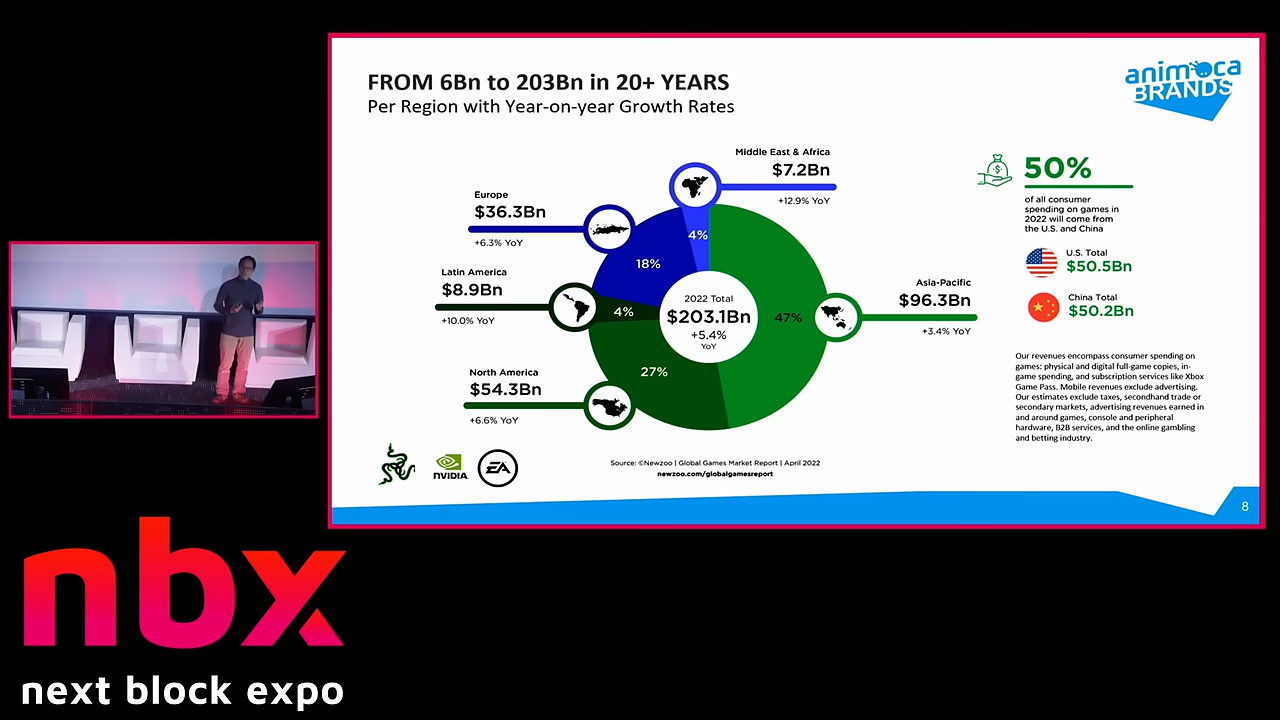 FROM 6Bn to 203Bn in 20+ YEARS
Per Region with Year-on-year Growth Rates
animoca
BRANDS
Middle East & Africa
$7.2Bn
+12.9% YoY
Europe
$36.3Bn
+6.3% YoY
Latin America
$8.9Bn
+10.0% YoY
North America
$54.3Bn
+6.6% YoY
Asia-Pacific
$96.3Bn
+3.4% YoY
4%
18%
4%
27%
47%
2022 Total
$203.1Bn
+5.4%
YoY
50%
of all consumer
spending on games in
2022 will come from
the U.S. and China
U.S. Total
$50.5Bn
China Total
$50.2Bn
Our revenues encompass consumer spending on
games: physical and digital full-game copies, in-
game spending, and subscription services like Xbox
Game Pass. Mobile revenues exclude advertising.
Our estimates exclude taxes, secondhand trade or
secondary markets, advertising revenues earned in
and around games, console and peripheral
hardware, B2B services, and the online gambling
and betting industry.
NVIDIA
EA
Source: ©Newzoo | Global Games Market Report | April 2022
newzoo.com/globalgamesreport
8
nbx
next block expo